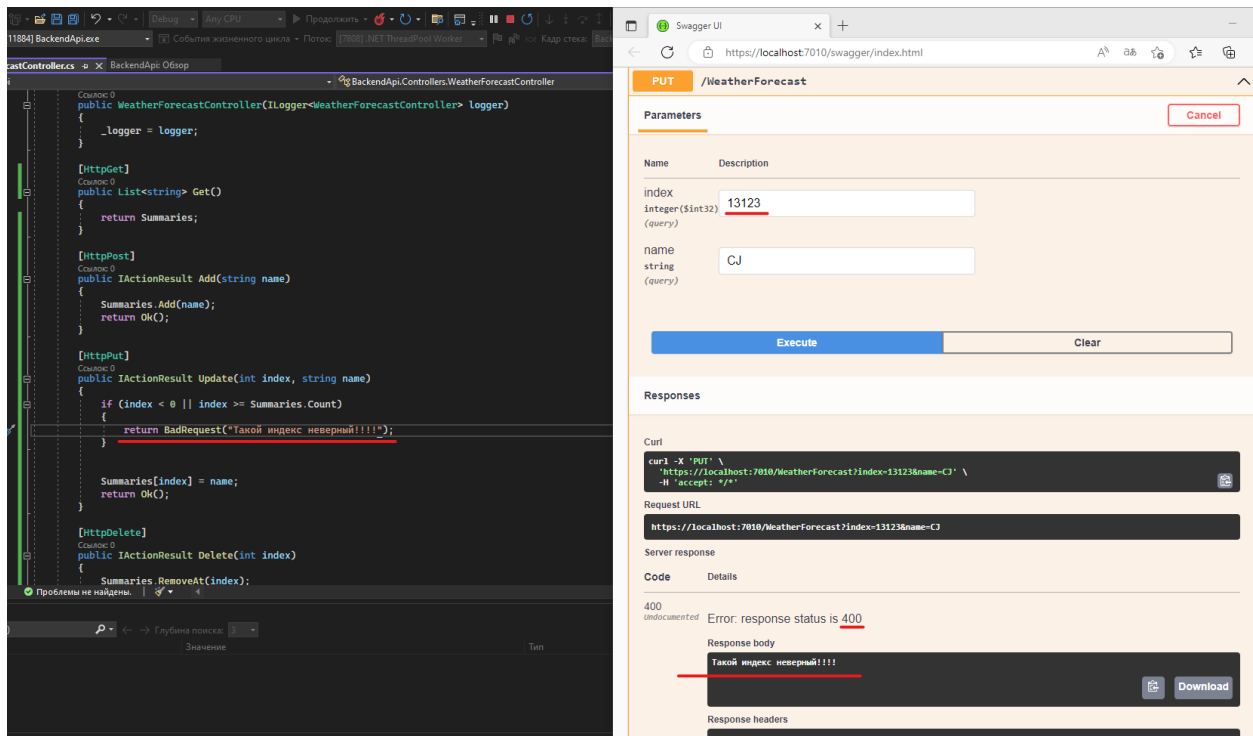 Debug
Any CPU
Продолжить
11884] BackendApi.exe
События жизненного цикла
Поток:
[7808] .NET ThreadPool Worker
Кадр стека:
castController.cs
BackendApi: Обзор
BackendApi.Controllers.WeatherForecastController
Ссылок: 0
public WeatherForecastController(ILogger<WeatherForecastController> logger)
{
_logger = logger;
}
[HttpGet]
Ссылок: 0
public List<string> Get()
{
return Summaries;
}
[HttpPost]
Ссылок: 0
public IActionResult Add(string name)
{
Summaries.Add(name);
return Ok();
}
[HttpPut]
Ссылок: 0
public IActionResult Update(int index, string name)
{
if (index < 0 || index >= Summaries.Count)
{
return BadRequest("Такой индекс неверный!!!!");
}
Summaries[index] = name;
return Ok();
}
[HttpDelete]
Ссылок: 0
public IActionResult Delete(int index)
{
Summaries.RemoveAt(index);
Проблемы не найдены.
Глубина поиска: 3
Значение
Тип
Swagger UI
https://localhost:7010/swagger/index.html
PUT /WeatherForecast
Parameters
Cancel
Name Description
index
integer($int32)
(query)
13123
name
string
(query)
CJ
Execute
Clear
Responses
Curl
curl -X 'PUT' \
'https://localhost:7010/WeatherForecast?index=13123&name=CJ' \
-H 'accept: */*'
Request URL
https://localhost:7010/WeatherForecast?index=13123&name=CJ
Server response
Code Details
400
Undocumented
Error: response status is 400
Response body
Такой индекс неверный!!!!
Download
Response headers